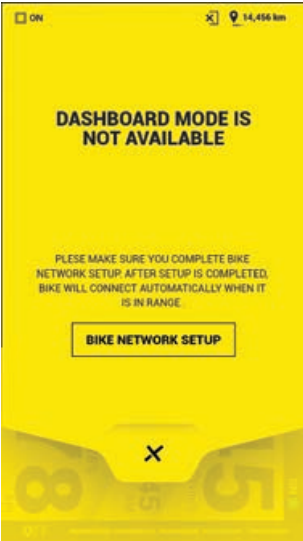 ON
14,456 km
DASHBOARD MODE IS
NOT AVAILABLE
PLESE MAKE SURE YOU COMPLETE BIKE
NETWORK SETUP. AFTER SETUP IS COMPLETED,
BIKE WILL CONNECT AUTOMATICALLY WHEN IT
IS IN RANGE
BIKE NETWORK SETUP